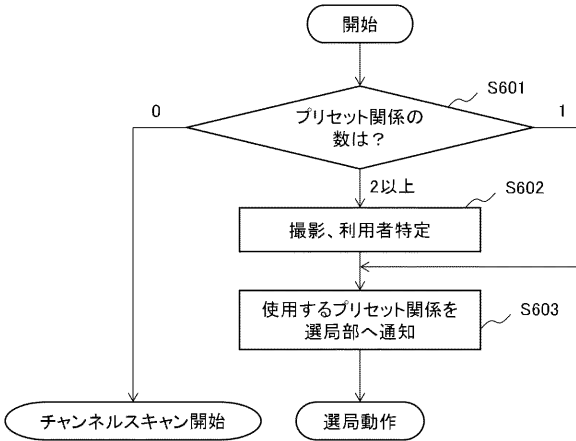 開始
S601
0
プリセット関係の
数は?
1
2以上
S602
撮影、利用者特定
使用するプリセット関係を
選局部へ通知
S603
チャンネルスキャン開始
選局動作